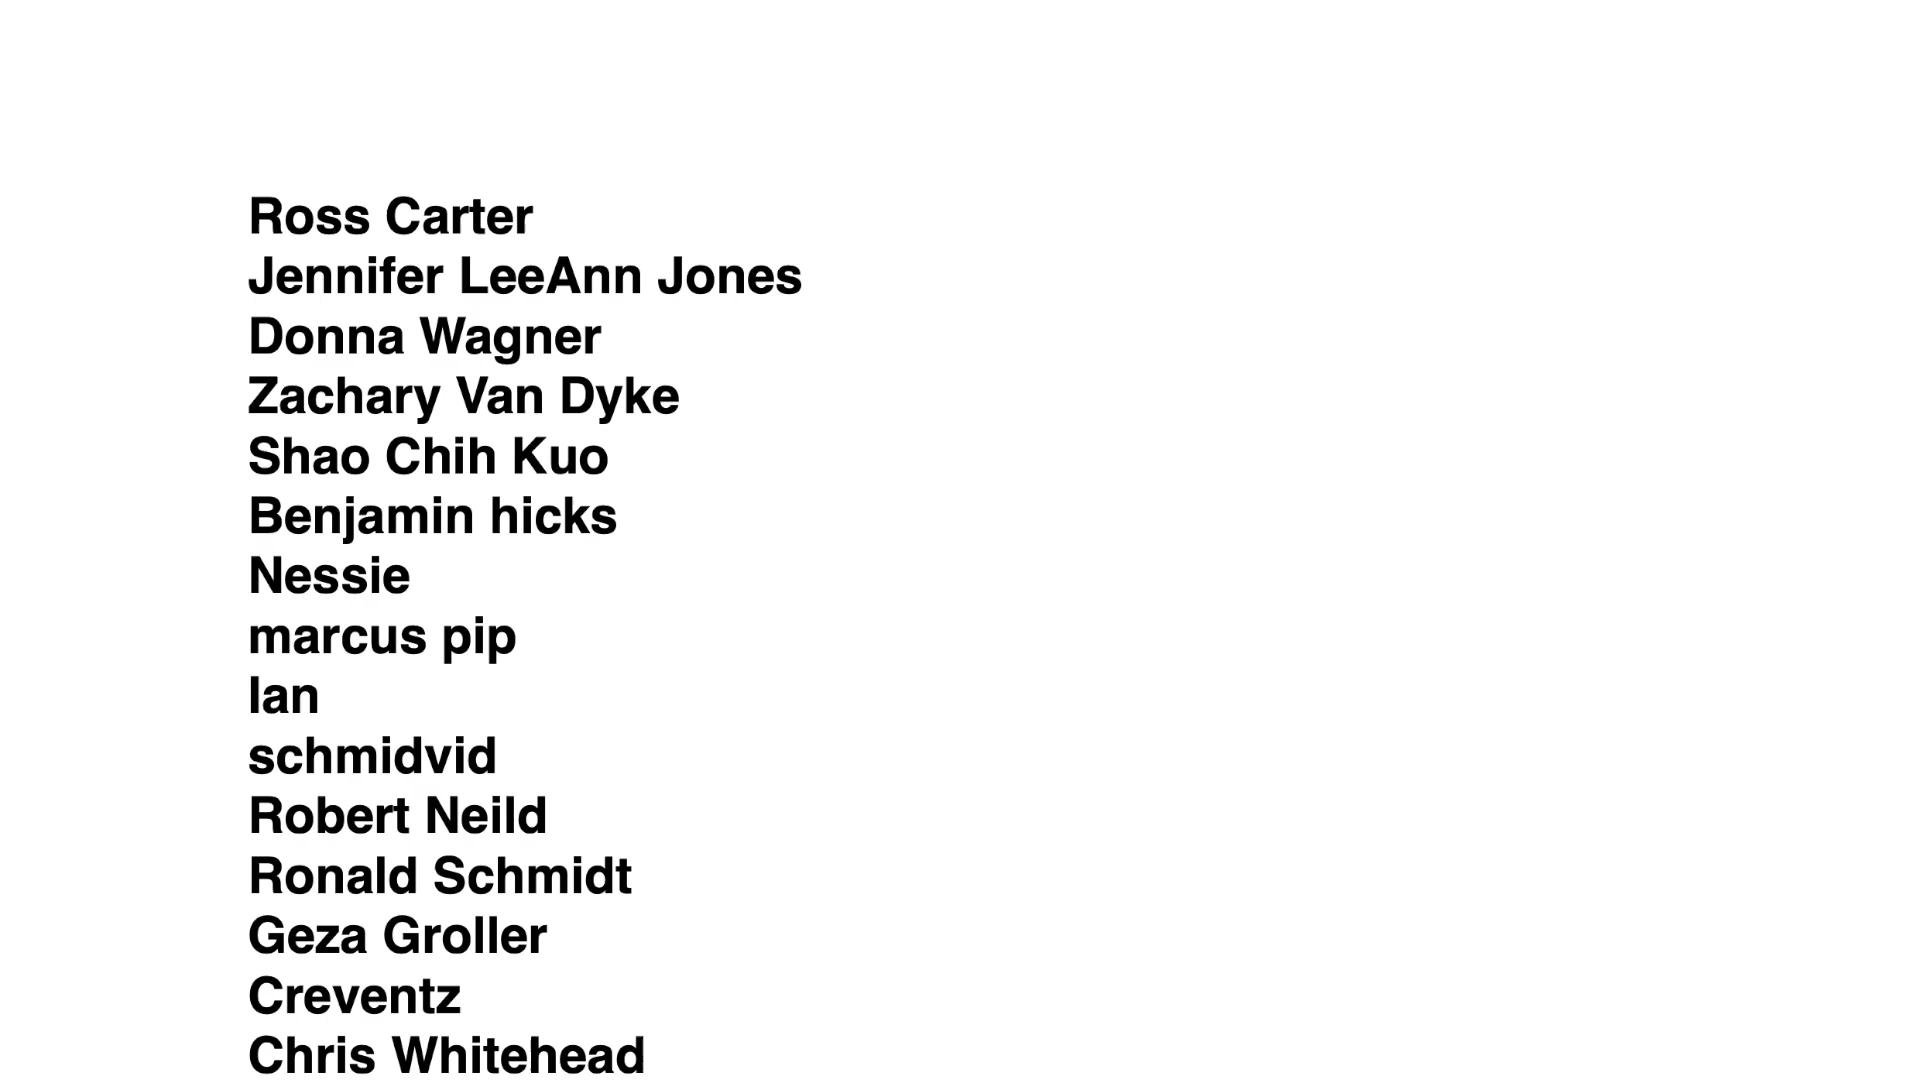 Ross Carter
Jennifer LeeAnn Jones
Donna Wagner
Zachary Van Dyke
Shao Chih Kuo
Benjamin hicks
Nessie
marcus pip
Ian
schmidvid
Robert Neild
Ronald Schmidt
Geza Groller
Creventz
Chris Whitehead